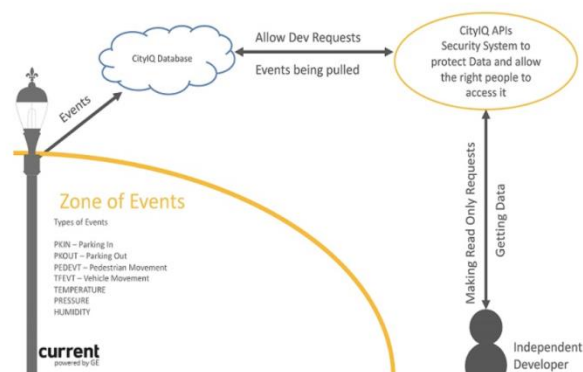 CityIQ Database
Allow Dev Requests
Events being pulled
CityIQ APIs
Security System to
protect Data and allow
the right people to
access it
Events
Zone of Events
Types of Events
PKIN – Parking In
PKOUT – Parking Out
PEDEVT – Pedestrian Movement
TFEVT – Vehicle Movement
TEMPERATURE
PRESSURE
HUMIDITY
Making Read Only Requests
Getting Data
current
powered by GE
Independent
Developer